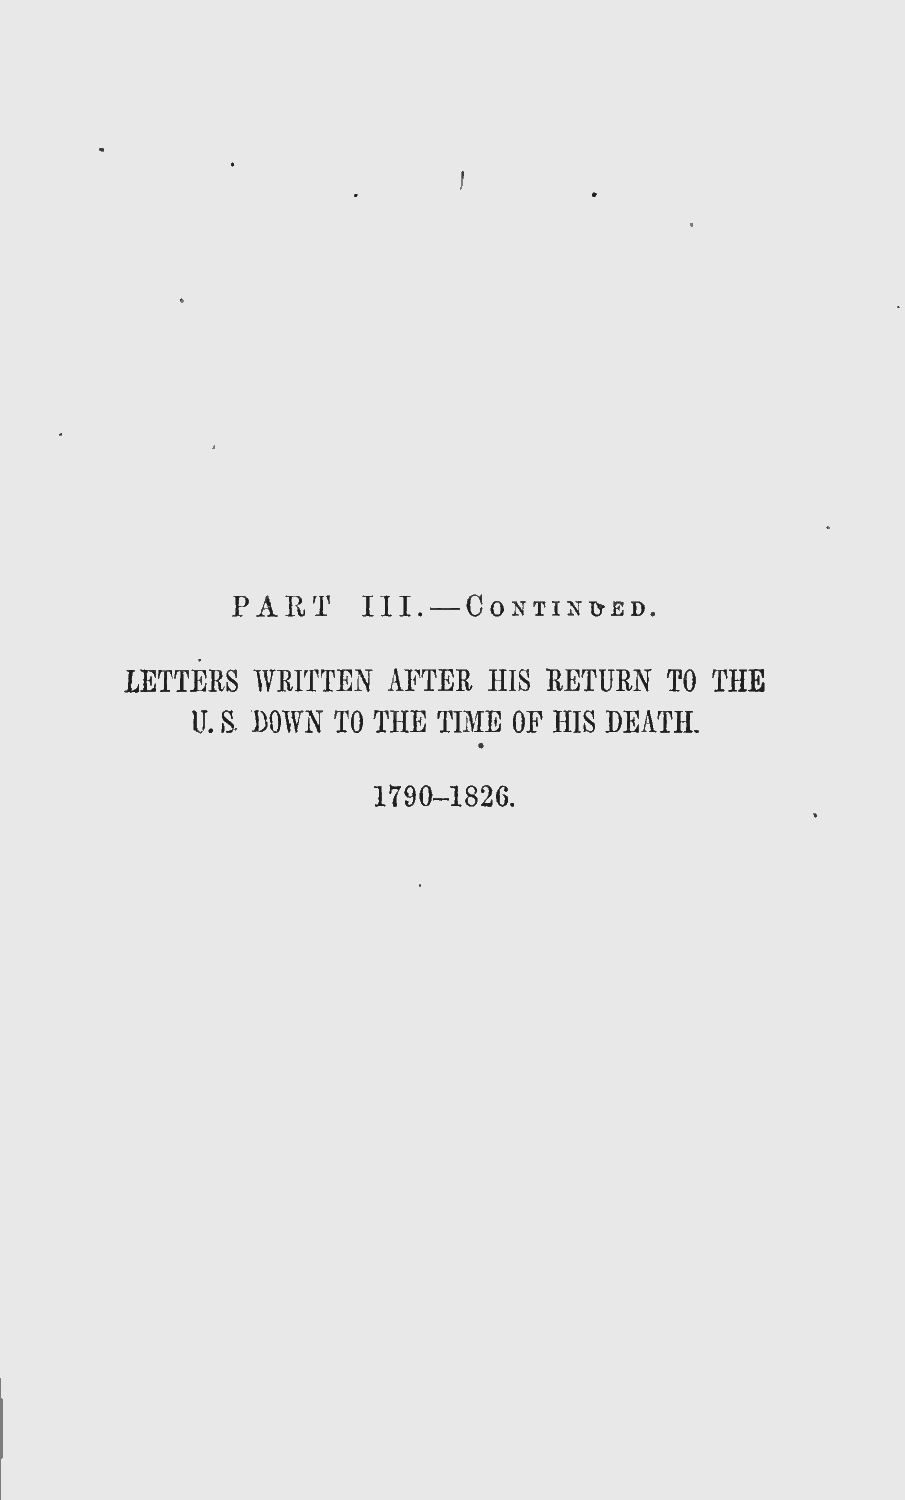 PART III.—CONTINUED.
LETTERS WRITTEN AFTER HIS RETURN TO THE
U. S. DOWN TO THE TIME OF HIS DEATH.
1790–1826.